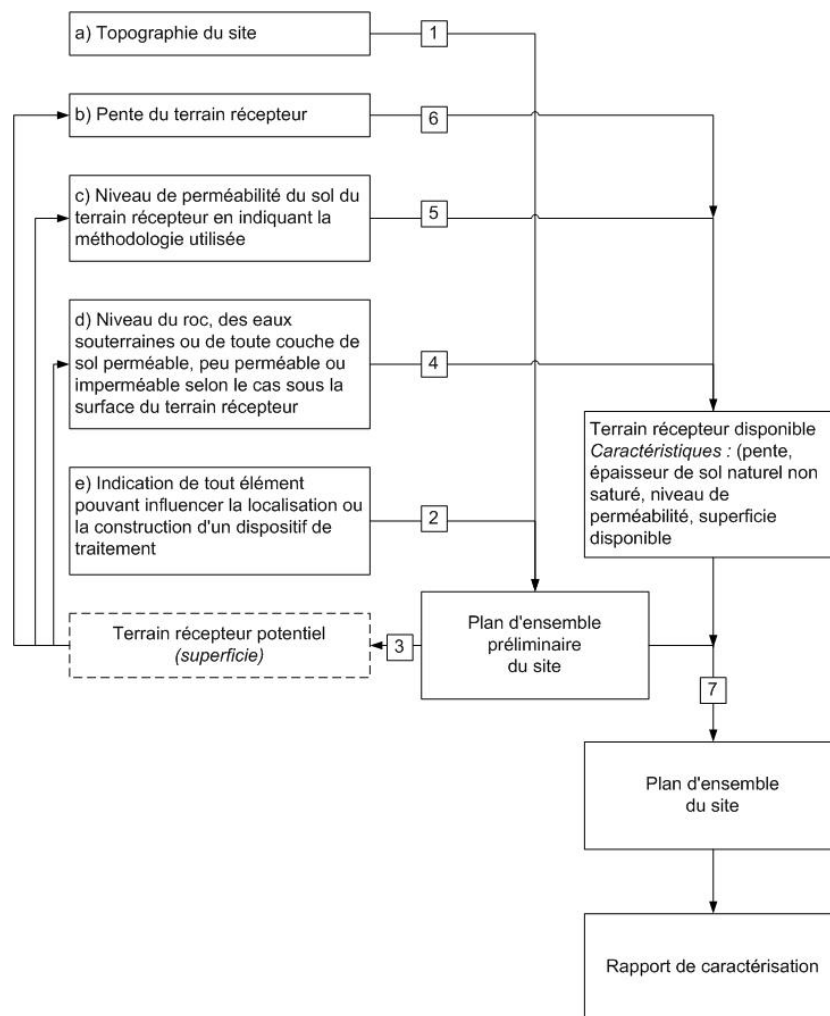 a) Topographie du site
1
b) Pente du terrain récepteur
6
c) Niveau de perméabilité du sol du
terrain récepteur en indiquant la
méthodologie utilisée
5
d) Niveau du roc, des eaux
souterraines ou de toute couche de
sol perméable, peu perméable ou
imperméable selon le cas sous la
surface du terrain récepteur
4
Terrain récepteur disponible
Caractéristiques : (pente,
épaisseur de sol naturel non
saturé, niveau de
perméabilité, superficie
disponible
e) Indication de tout élément
pouvant influencer la localisation ou
la construction d'un dispositif de
traitement
2
Terrain récepteur potentiel
(superficie)
3
Plan d'ensemble
préliminaire
du site
7
Plan d'ensemble
du site
Rapport de caractérisation